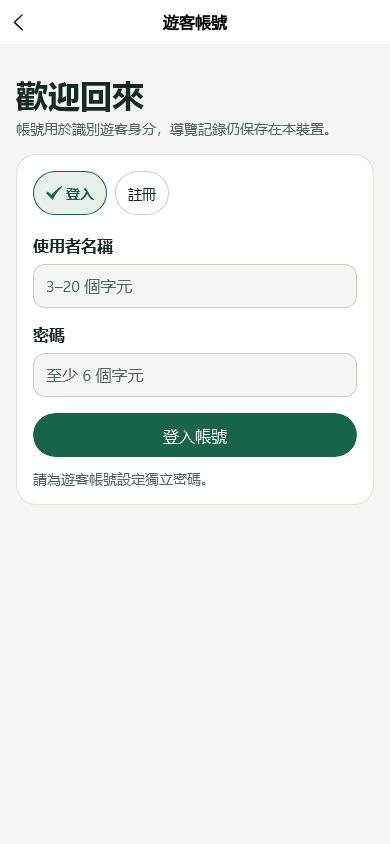 遊客帳號
歡迎回來
帳號用於識別遊客身分，導覽記錄仍保存在本裝置。
登入
註冊
使用者名稱
3–20 個字元
密碼
至少 6 個字元
登入帳號
請為遊客帳號設定獨立密碼。